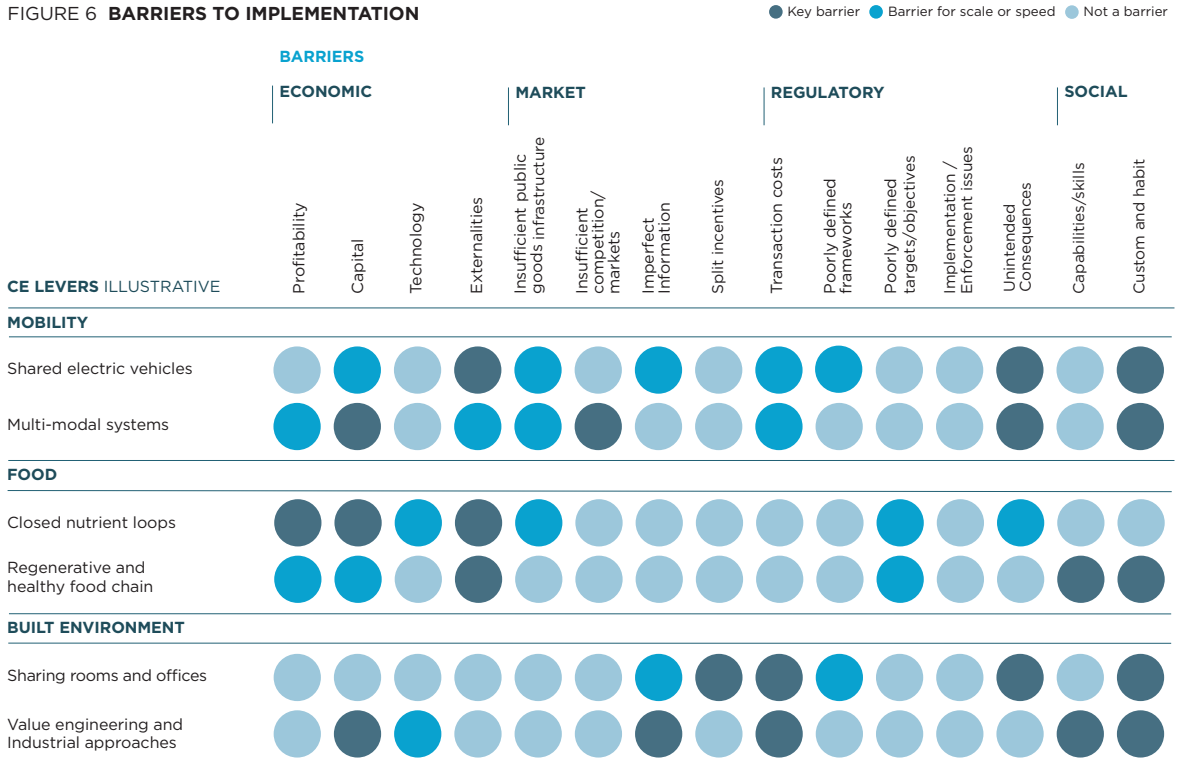 FIGURE 6 BARRIERS TO IMPLEMENTATION
Key barrier
Barrier for scale or speed
Not a barrier
BARRIERS
ECONOMIC
MARKET
REGULATORY
SOCIAL
CE LEVERS ILLUSTRATIVE
Profitability
Capital
Technology
Externalities
Insufficient public
goods infrastructure
Insufficient
competition/
markets
Imperfect
Information
Split incentives
Transaction costs
Poorly defined
frameworks
Poorly defined
targets/objectives
Implementation /
Enforcement issues
Unintended
Consequences
Capabilities/skills
Custom and habit
MOBILITY
Shared electric vehicles
Multi-modal systems
FOOD
Closed nutrient loops
Regenerative and
healthy food chain
BUILT ENVIRONMENT
Sharing rooms and offices
Value engineering and
Industrial approaches